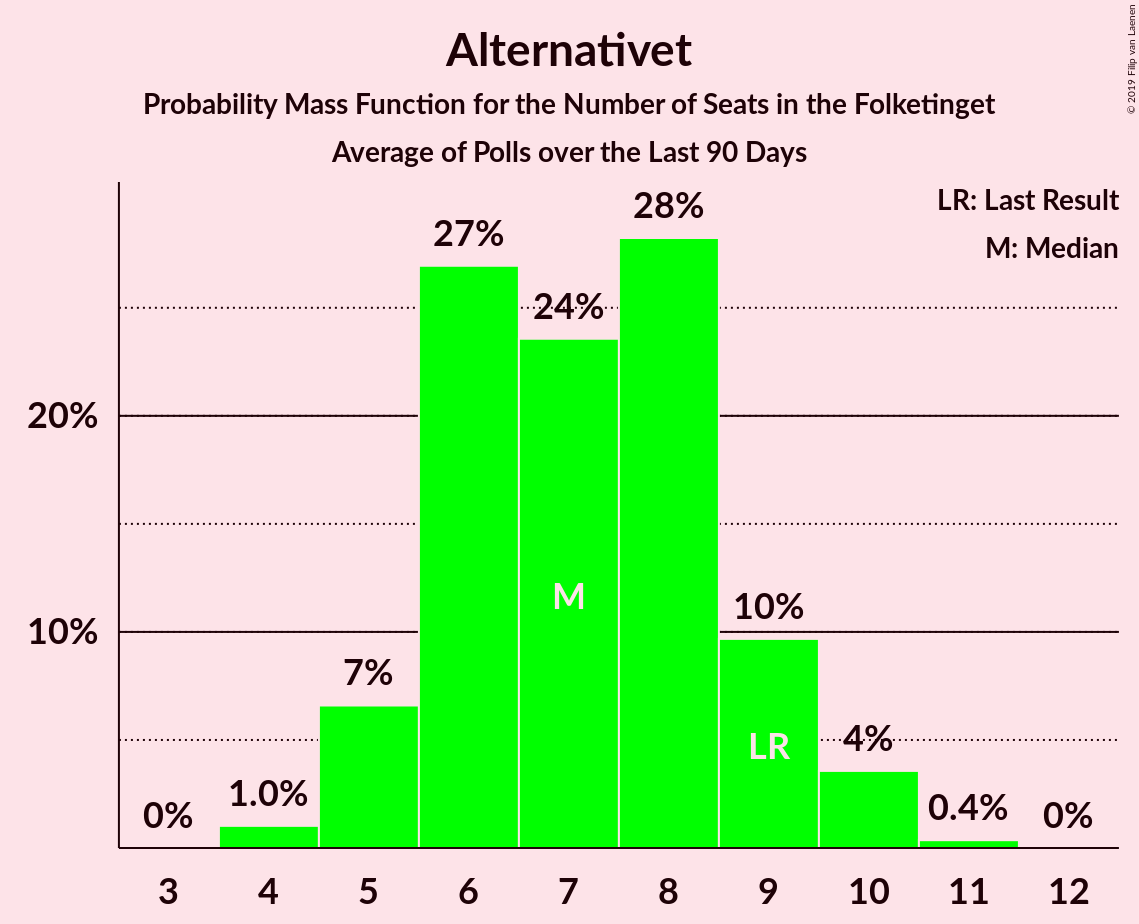 Alternativet
Probability Mass Function for the Number of Seats in the Folketinget
Average of Polls over the Last 90 Days
© 2019 Filip van Laenen
LR: Last Result
M: Median
28%
27%
24%
20%
M
10%
10%
7%
LR
4%
1.0%
0.4%
0%
0%
3 4 5 6 7 8 9 10 11 12